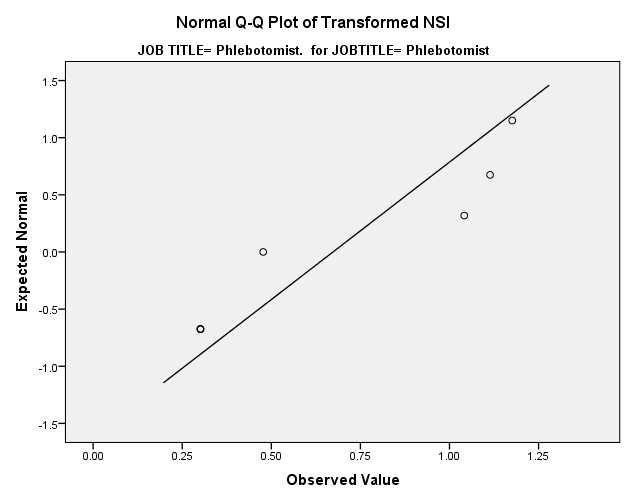 Normal Q-Q Plot of Transformed NSI
JOB TITLE= Phlebotomist.  for JOBTITLE= Phlebotomist
1.5
1.0
0.5
0.0
-0.5
-1.0
-1.5
Expected Normal
0.00 0.25 0.50 0.75 1.00 1.25
Observed Value